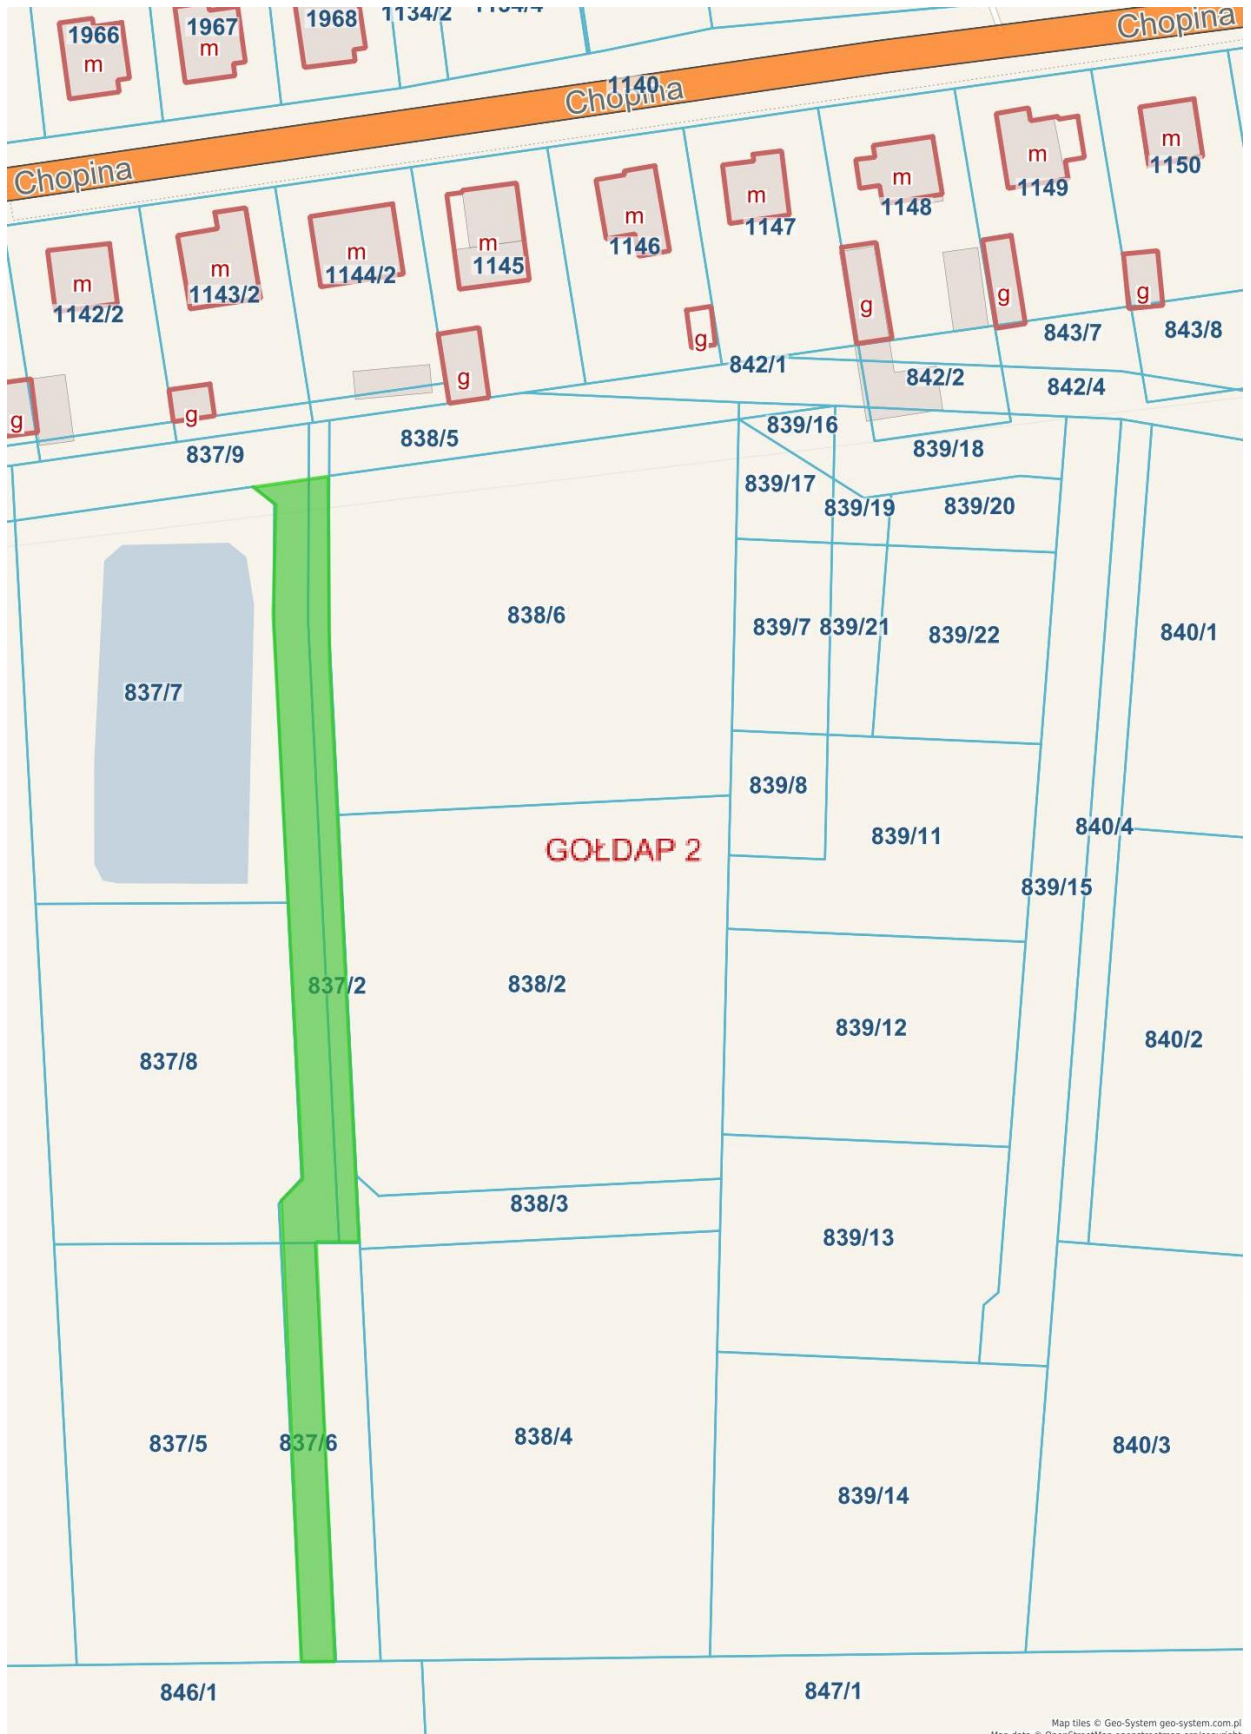 1134/2
1134/4
1968
1967
m
1966
m
Chopina
1140
Chopina
Chopina
m
1150
m
1149
m
1148
m
1147
m
1146
m
1145
m
1144/2
m
1143/2
m
1142/2
g
g
g
g
g
g
g
843/8
843/7
842/1
842/2
842/4
839/16
838/5
837/9
839/18
839/17
839/19
839/20
838/6
839/7
839/21
839/22
840/1
837/7
839/8
840/4
839/11
GOŁDAP 2
839/15
837/2
838/2
839/12
840/2
837/8
838/3
839/13
837/5
837/6
838/4
840/3
839/14
846/1
847/1
Map tiles © Geo-System geo-system.com.pl